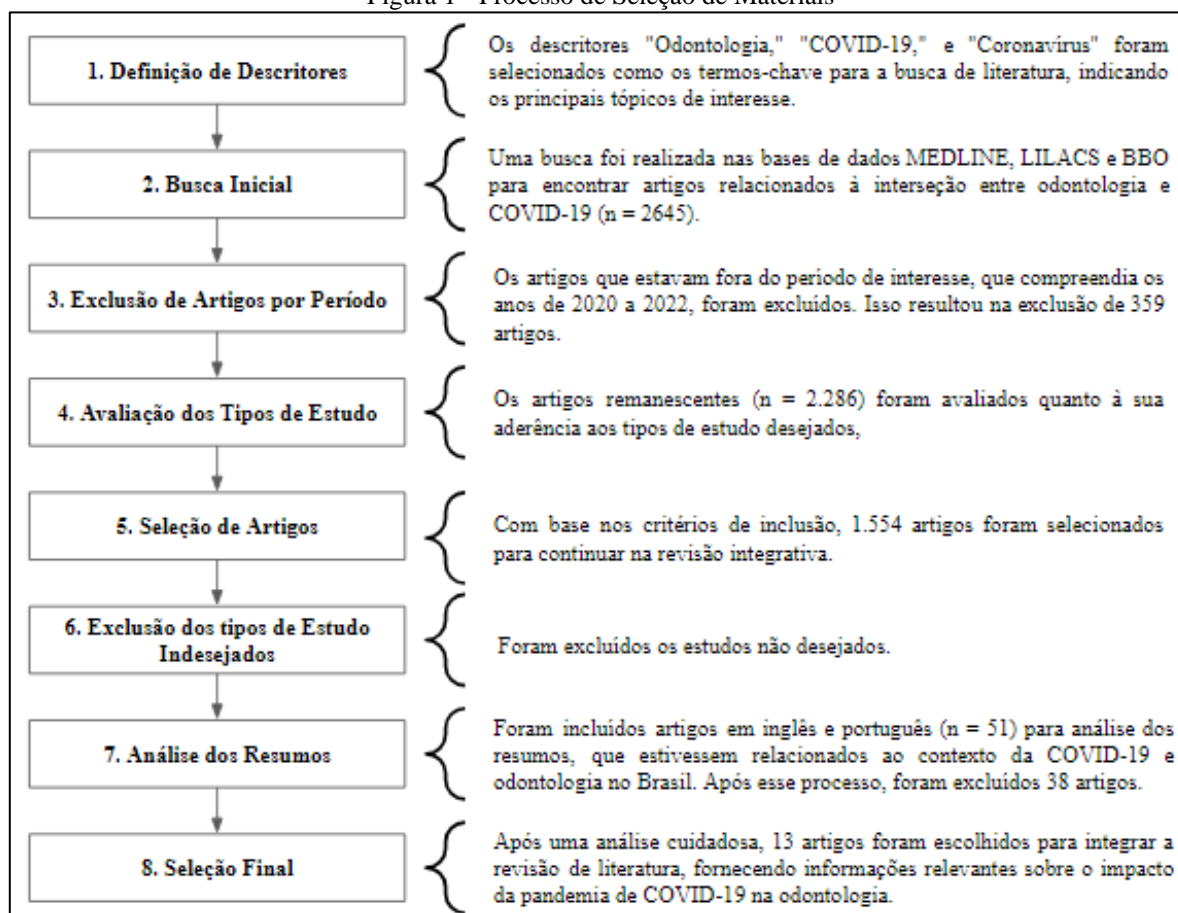 Figura 1 - Processo de Seleção de Materiais
1. Definição de Descritores
Os descritores "Odontologia," "COVID-19," e "Coronavírus" foram
selecionados como os termos-chave para a busca de literatura, indicando
os principais tópicos de interesse.
2. Busca Inicial
Uma busca foi realizada nas bases de dados MEDLINE, LILACS e BBO
para encontrar artigos relacionados à interseção entre odontologia e
COVID-19 (n = 2645).
3. Exclusão de Artigos por Período
Os artigos que estavam fora do período de interesse, que compreendia os
anos de 2020 a 2022, foram excluídos. Isso resultou na exclusão de 359
artigos.
4. Avaliação dos Tipos de Estudo
Os artigos remanescentes (n = 2.286) foram avaliados quanto à sua
aderência aos tipos de estudo desejados,
5. Seleção de Artigos
Com base nos critérios de inclusão, 1.554 artigos foram selecionados
para continuar na revisão integrativa.
6. Exclusão dos tipos de Estudo
Indesejados
Foram excluídos os estudos não desejados.
7. Análise dos Resumos
Foram incluídos artigos em inglês e português (n = 51) para análise dos
resumos, que estivessem relacionados ao contexto da COVID-19 e
odontologia no Brasil. Após esse processo, foram excluídos 38 artigos.
8. Seleção Final
Após uma análise cuidadosa, 13 artigos foram escolhidos para integrar a
revisão de literatura, fornecendo informações relevantes sobre o impacto
da pandemia de COVID-19 na odontologia.